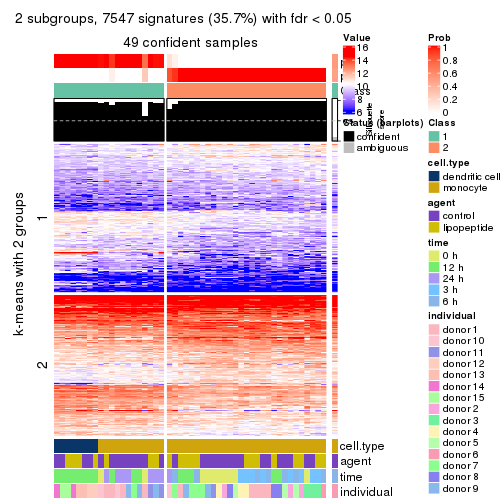 2 subgroups, 7547 signatures (35.7%) with fdr < 0.05
49 confident samples
k-means with 2 groups
1
2
cell.type
agent
time
individual
Value
16
14
12
10
8
6
Status (barplots)
confident
ambiguous
Silhouette
score
Prob
1
0.8
0.6
0.4
0.2
0
Class
1
2
cell.type
dendritic cell
monocyte
agent
control
lipopeptide
time
0 h
12 h
24 h
3 h
6 h
individual
donor 1
donor 10
donor 11
donor 12
donor 13
donor 14
donor 15
donor 2
donor 3
donor 4
donor 5
donor 6
donor 7
donor 8
donor 9